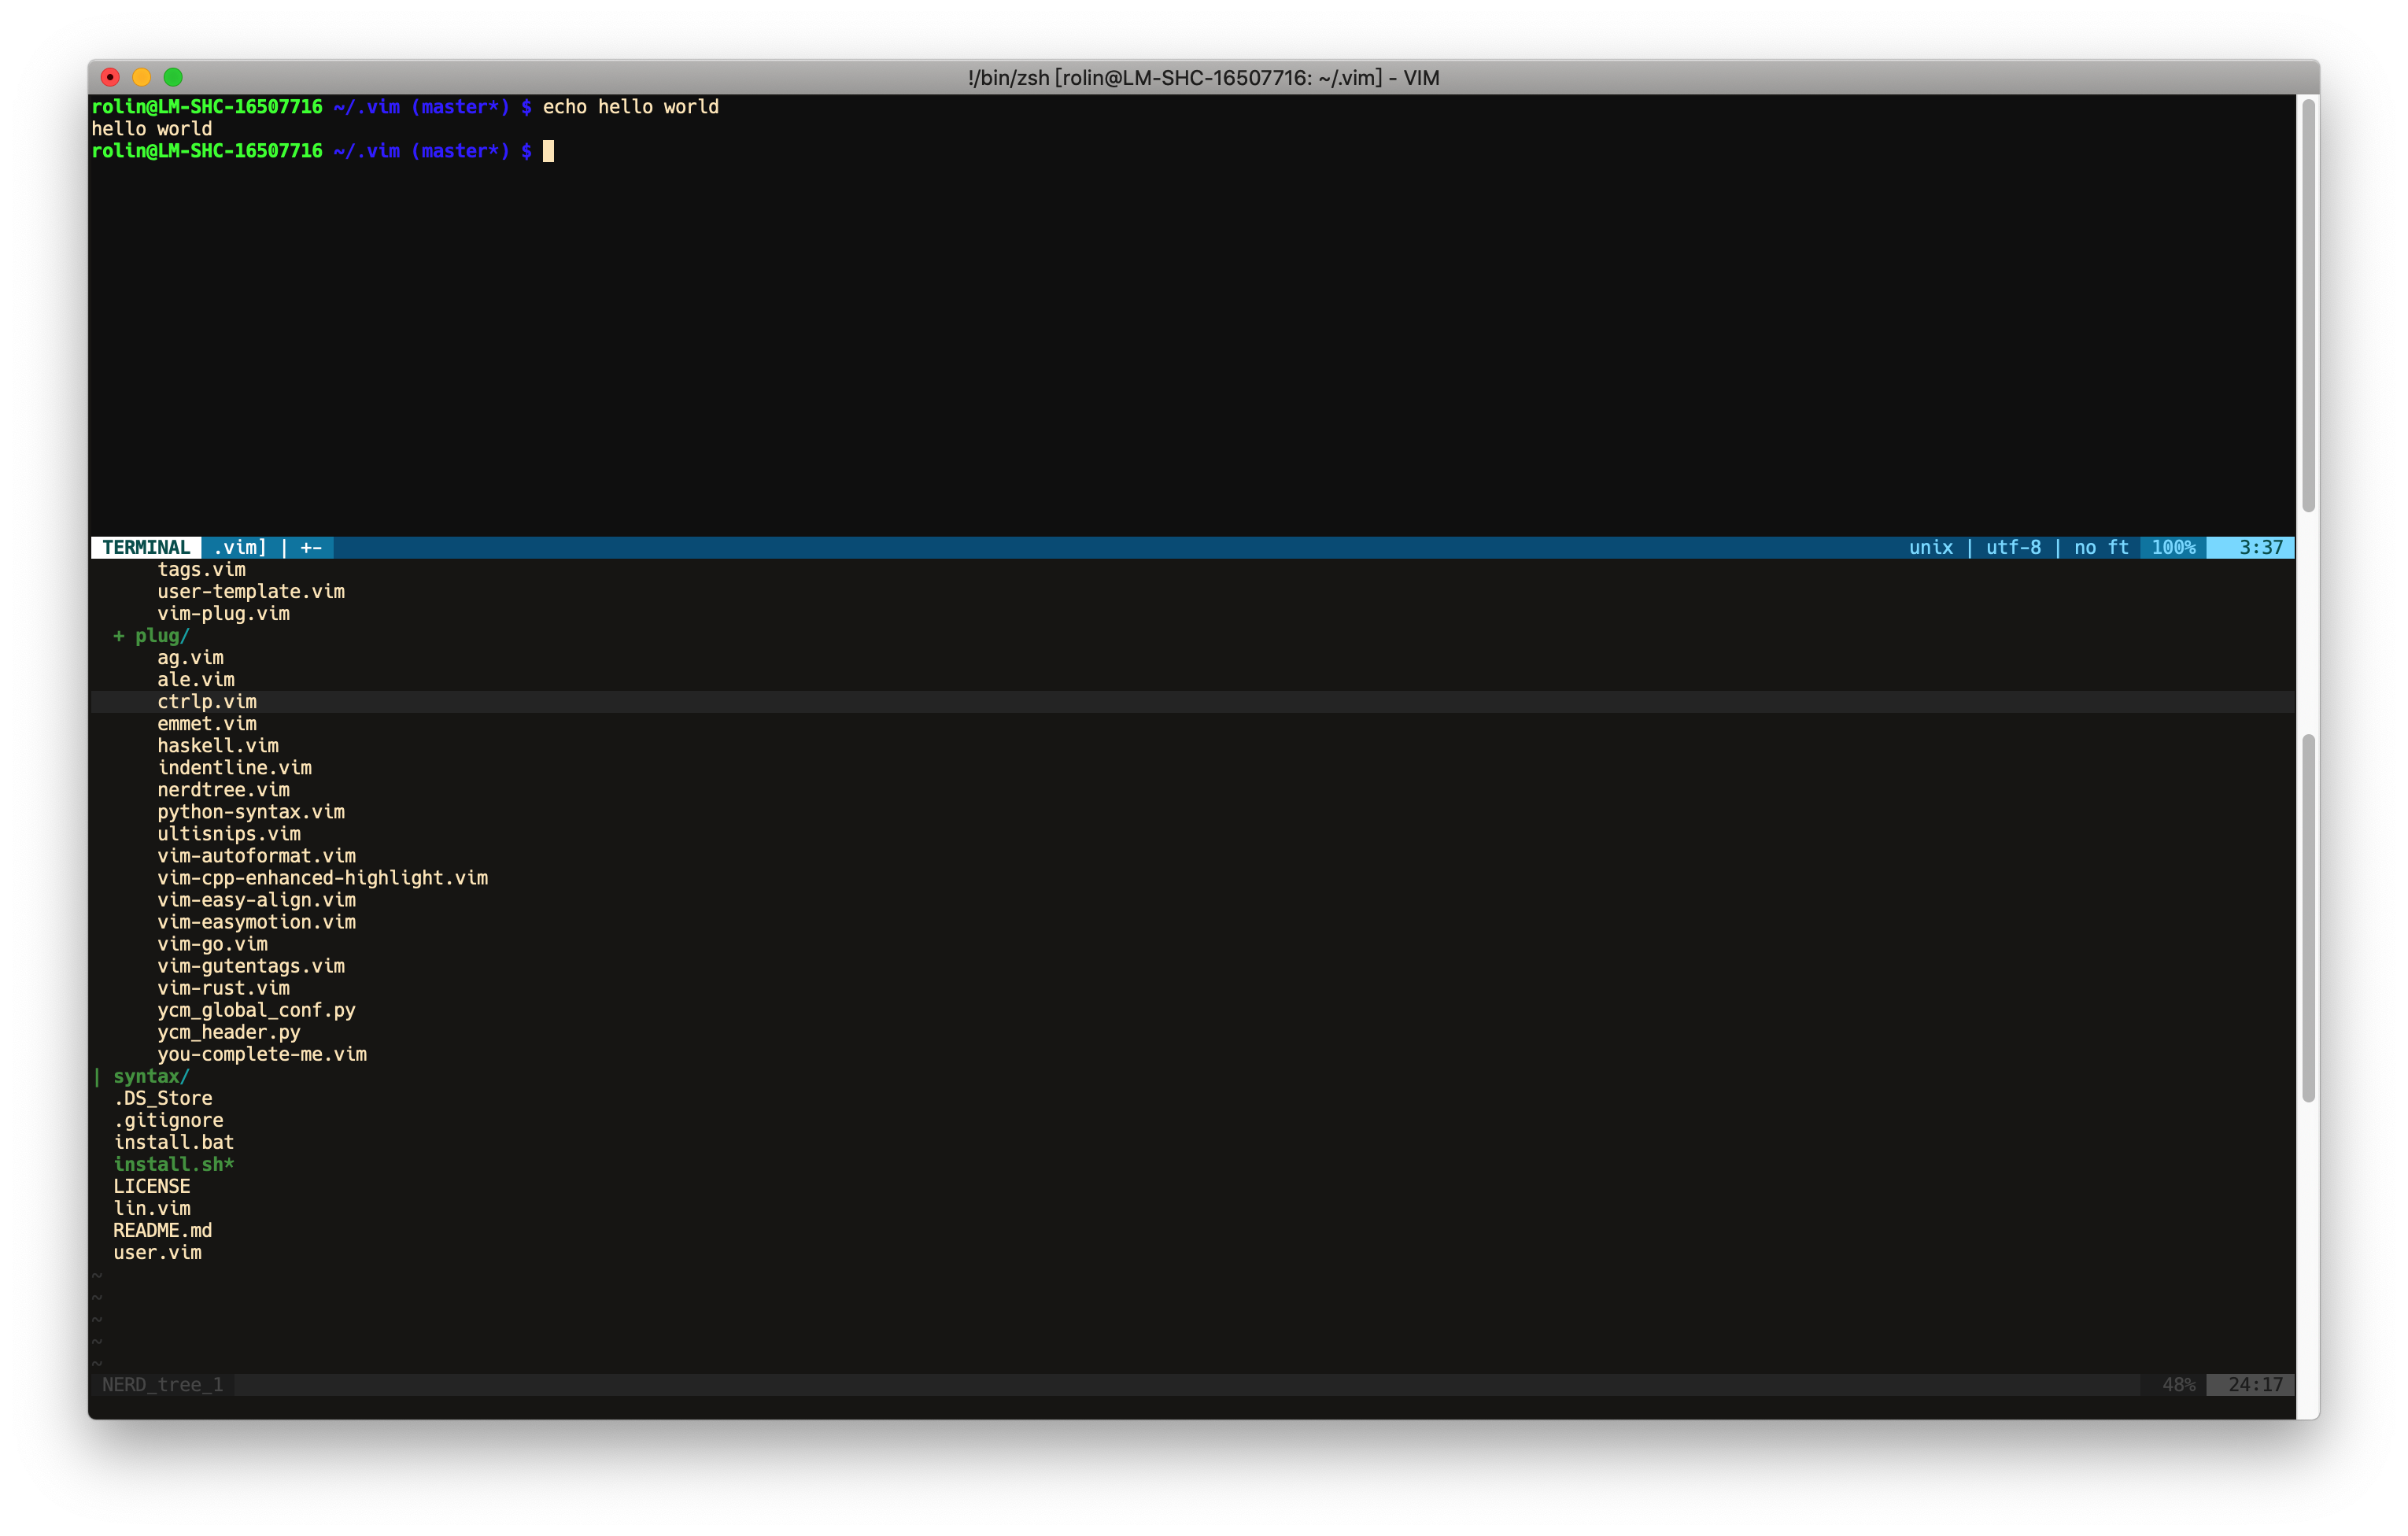 !/bin/zsh [rolin@LM-SHC-16507716: ~/.vim] - VIM
rolin@LM-SHC-16507716 ~/.vim (master*) $ echo hello world
hello world
rolin@LM-SHC-16507716 ~/.vim (master*) $
TERMINAL .vim] | +- unix | utf-8 | no ft 100% 3:37
tags.vim
user-template.vim
vim-plug.vim
+ plug/
ag.vim
ale.vim
ctrlp.vim
emmet.vim
haskell.vim
indentline.vim
nerdtree.vim
python-syntax.vim
ultisnips.vim
vim-autoformat.vim
vim-cpp-enhanced-highlight.vim
vim-easy-align.vim
vim-easymotion.vim
vim-go.vim
vim-gutentags.vim
vim-rust.vim
ycm_global_conf.py
ycm_header.py
you-complete-me.vim
| syntax/
.DS_Store
.gitignore
install.bat
install.sh*
LICENSE
lin.vim
README.md
user.vim
~
~
~
~
~
NERD_tree_1 48% 24:17